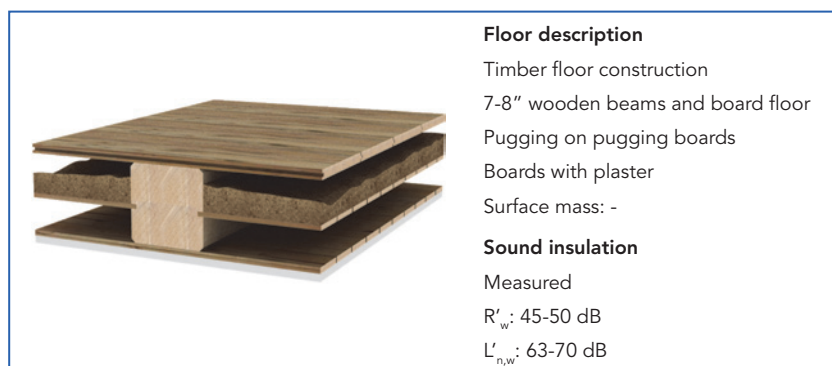 Floor description
Timber floor construction
7-8” wooden beams and board floor
Pugging on pugging boards
Boards with plaster
Surface mass: -
Sound insulation
Measured
R’w: 45-50 dB
L’n,w: 63-70 dB